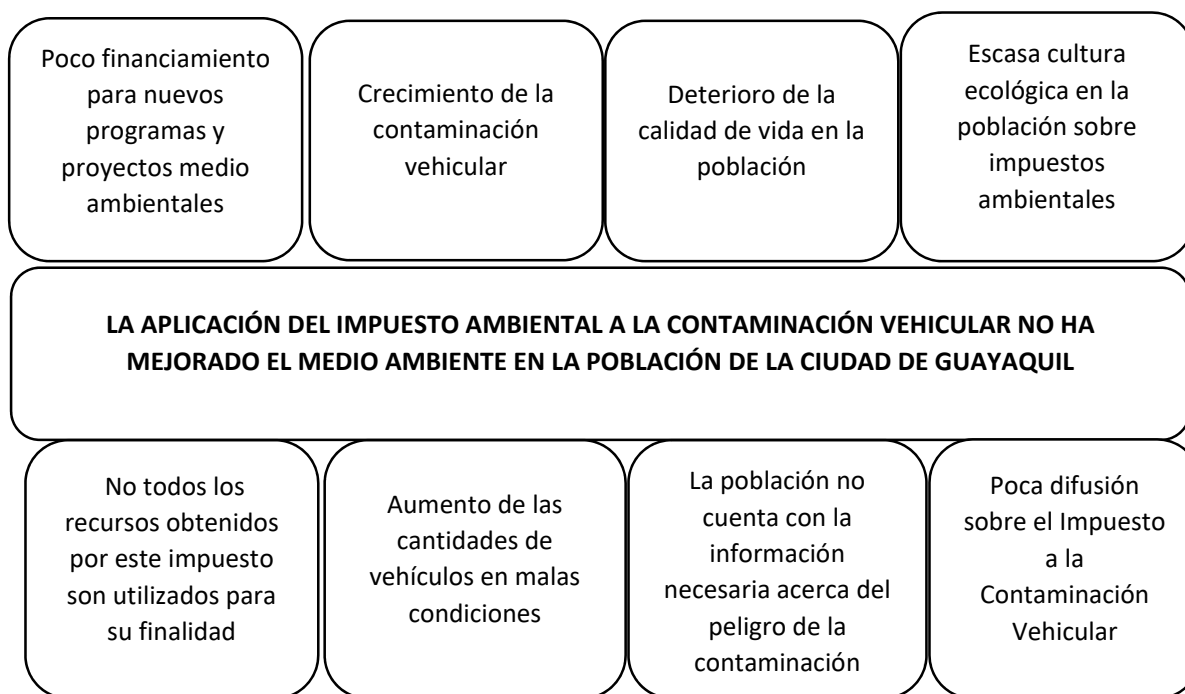 Poco financiamiento
para nuevos
programas y
proyectos medio
ambientales
Crecimiento de la
contaminación
vehicular
Deterioro de la
calidad de vida en la
población
Escasa cultura
ecológica en la
población sobre
impuestos
ambientales
LA APLICACIÓN DEL IMPUESTO AMBIENTAL A LA CONTAMINACIÓN VEHICULAR NO HA
MEJORADO EL MEDIO AMBIENTE EN LA POBLACIÓN DE LA CIUDAD DE GUAYAQUIL
No todos los
recursos obtenidos
por este impuesto
son utilizados para
su finalidad
Aumento de las
cantidades de
vehículos en malas
condiciones
La población no
cuenta con la
información
necesaria acerca del
peligro de la
contaminación
Poca difusión
sobre el Impuesto
a la
Contaminación
Vehicular